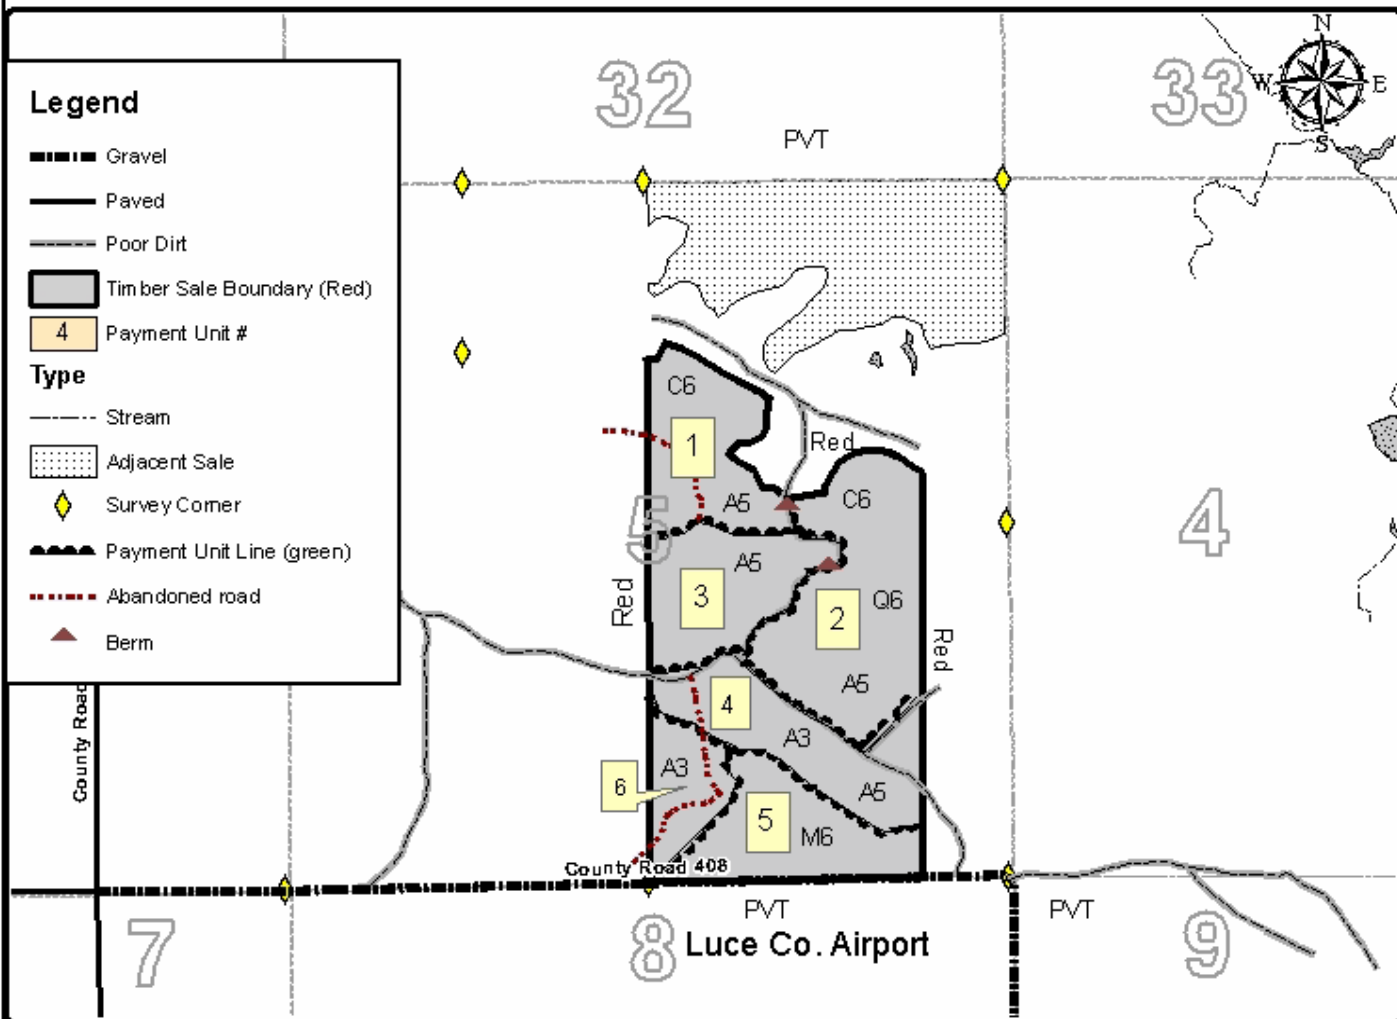 32
33
N
W
E
S
PVT
Legend
Gravel
Paved
Poor Dirt
Timber Sale Boundary (Red)
4
Payment Unit #
Type
Stream
Adjacent Sale
Survey Corner
Payment Unit Line (green)
Abandoned road
Berm
C6
1
Red
A5
C6
5
4
A5
3
Red
2
Q6
Red
A5
4
A3
A3
6
A5
5
M6
County Road
County Road 408
PVT
PVT
7
8
Luce Co. Airport
9